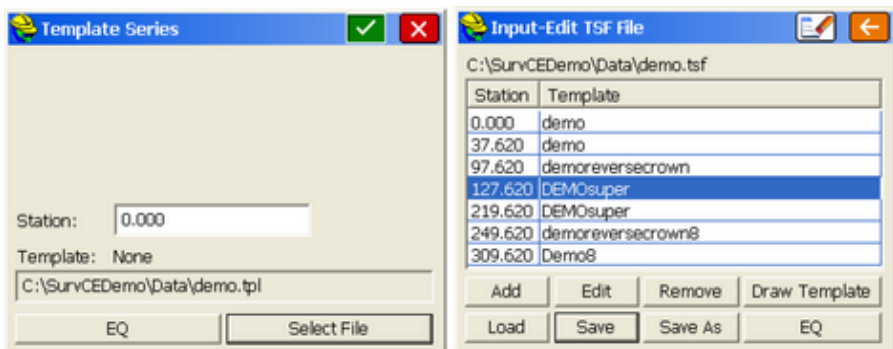 Template Series
Station: 0.000
Template: None
C:\SurvCEDemo\Data\demo.tpl
EQ Select File
Input-Edit TSF File
C:\SurvCEDemo\Data\demo.tsf
Station Template
0.000 demo
37.620 demo
97.620 demoreversecrown
127.620 DEMOsuper
219.620 DEMOsuper
249.620 demoreversecrown8
309.620 Demo8
Add Edit Remove Draw Template
Load Save Save As EQ